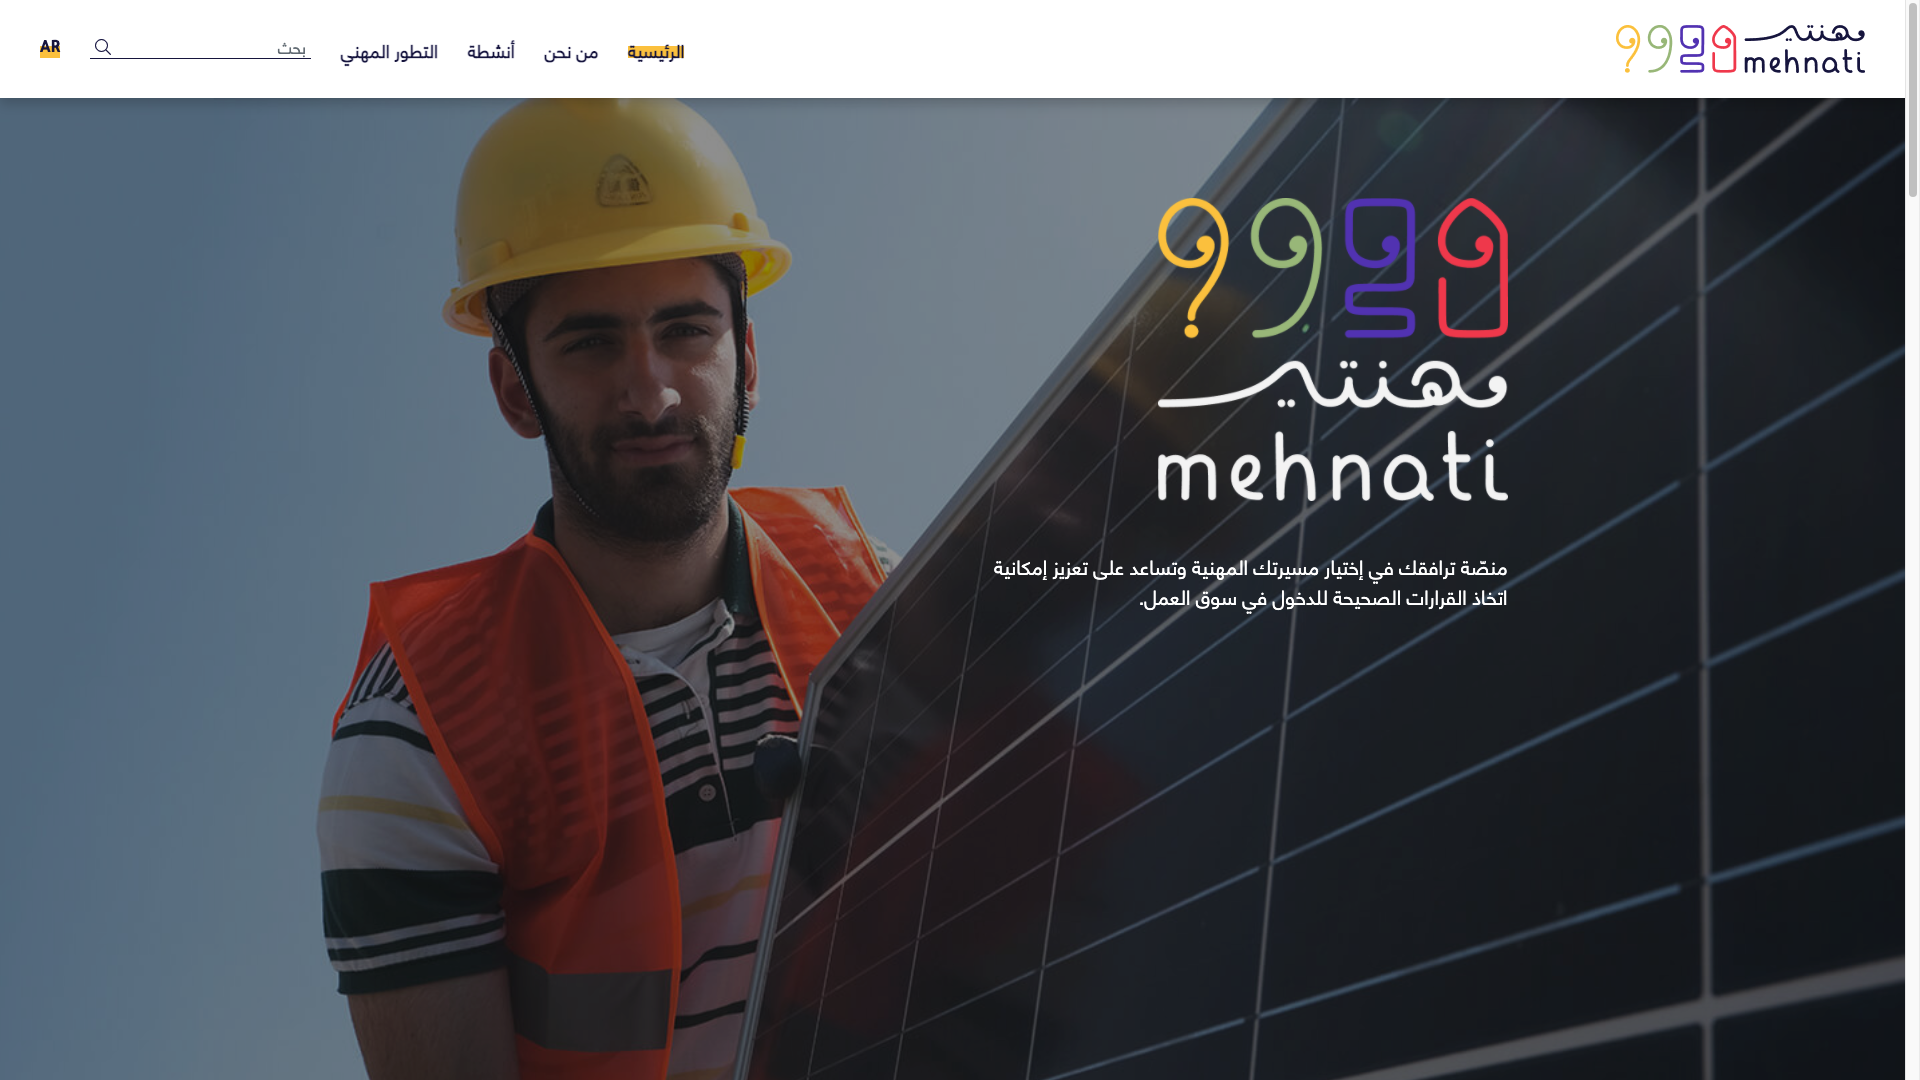 مهنتي
mehnati
الرئيسية
من نحن
أنشطة
التطور المهني
بحث
AR
مهنتي
mehnati
منصّة ترافقك في إختيار مسيرتك المهنية وتساعد على تعزيز إمكانية
اتخاذ القرارات الصحيحة للدخول في سوق العمل.